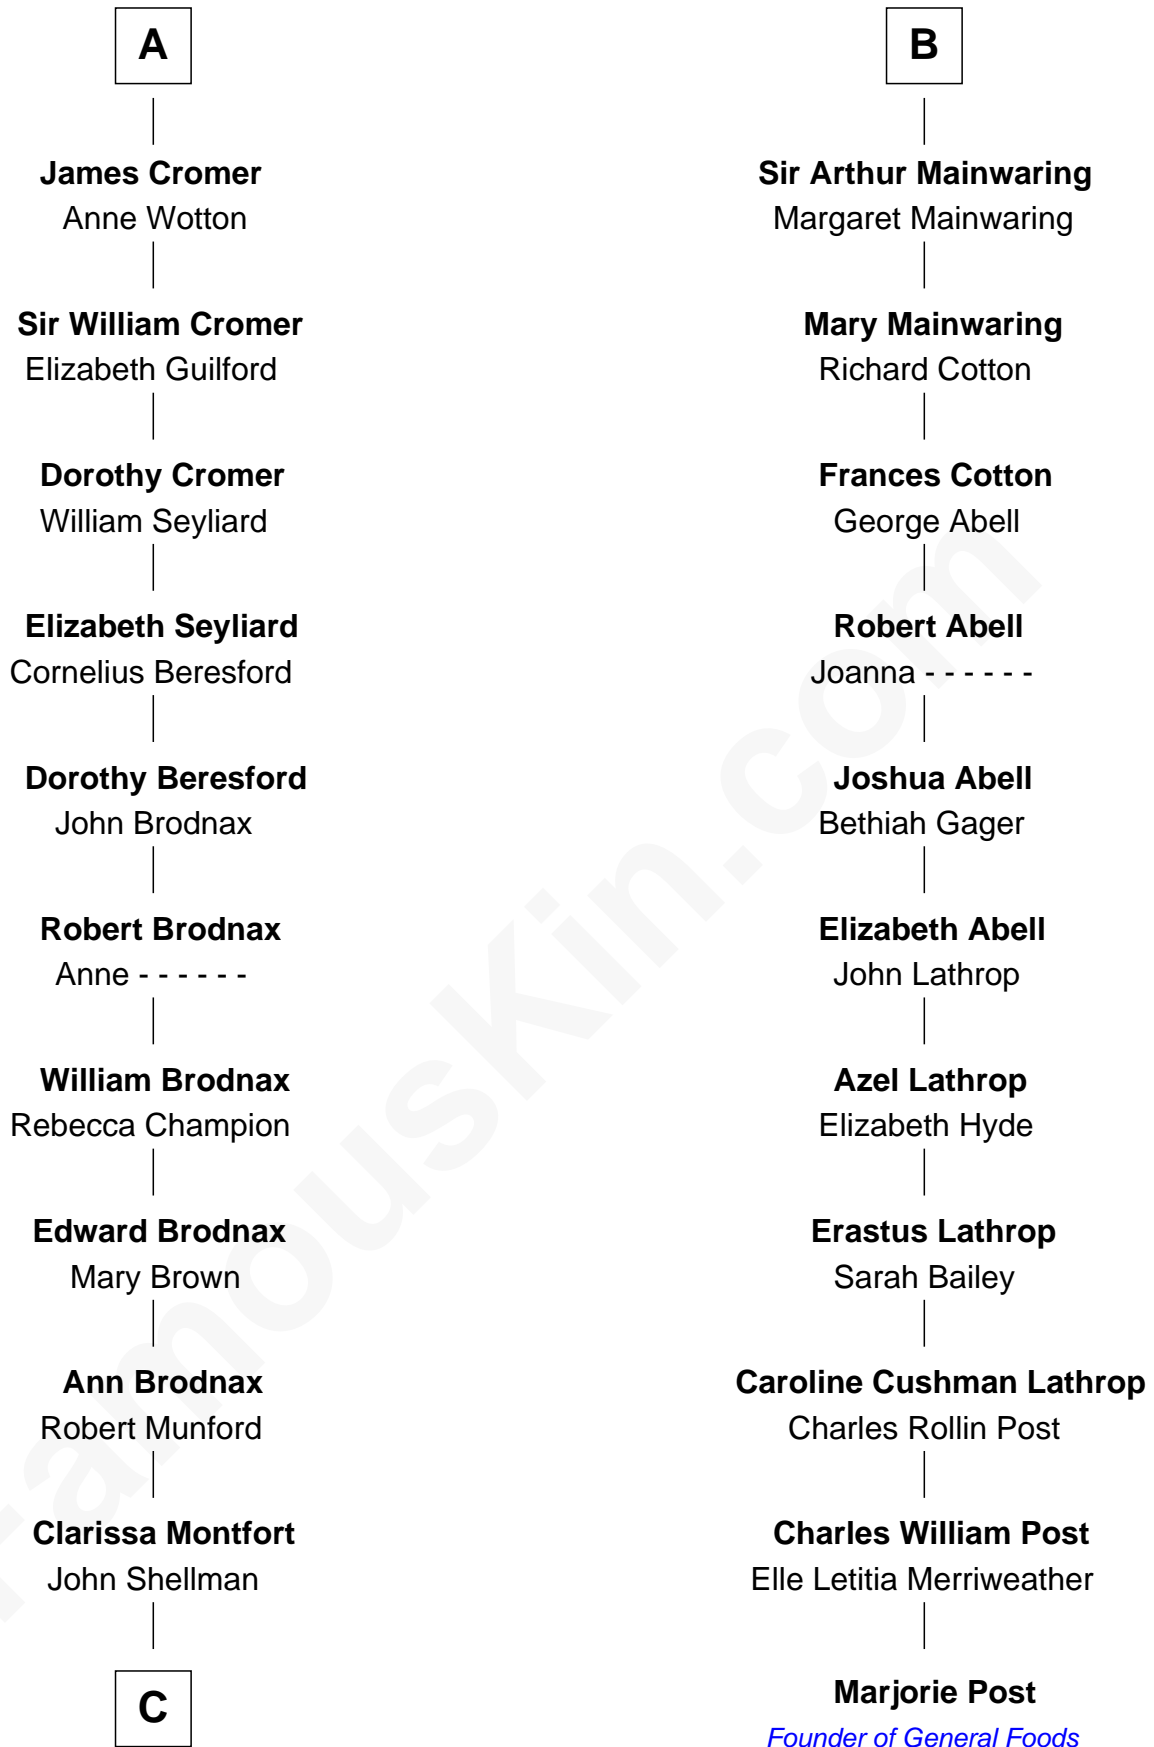 A
James Cromer
Anne Wotton
Sir William Cromer
Elizabeth Guilford
Dorothy Cromer
William Seyliard
Elizabeth Seyliard
Cornelius Beresford
Dorothy Beresford
John Brodnax
Robert Brodnax
Anne - - - - - -
William Brodnax
Rebecca Champion
Edward Brodnax
Mary Brown
Ann Brodnax
Robert Munford
Clarissa Montfort
John Shellman
C
B
Sir Arthur Mainwaring
Margaret Mainwaring
Mary Mainwaring
Richard Cotton
Frances Cotton
George Abell
Robert Abell
Joanna - - - - - -
Joshua Abell
Bethiah Gager
Elizabeth Abell
John Lathrop
Azel Lathrop
Elizabeth Hyde
Erastus Lathrop
Sarah Bailey
Caroline Cushman Lathrop
Charles Rollin Post
Charles William Post
Elle Letitia Merriweather
Marjorie Post
Founder of General Foods
FamousKin.com